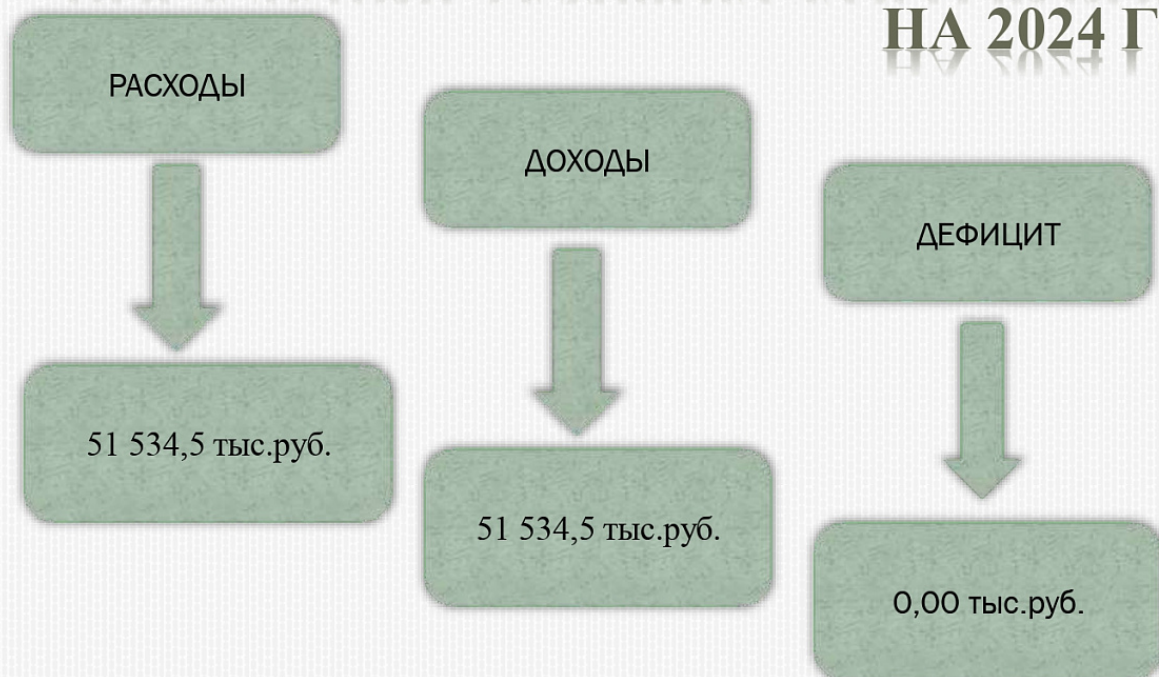 НА 2024 Г
РАСХОДЫ
ДОХОДЫ
ДЕФИЦИТ
51 534,5 тыс.руб.
51 534,5 тыс.руб.
0,00 тыс.руб.